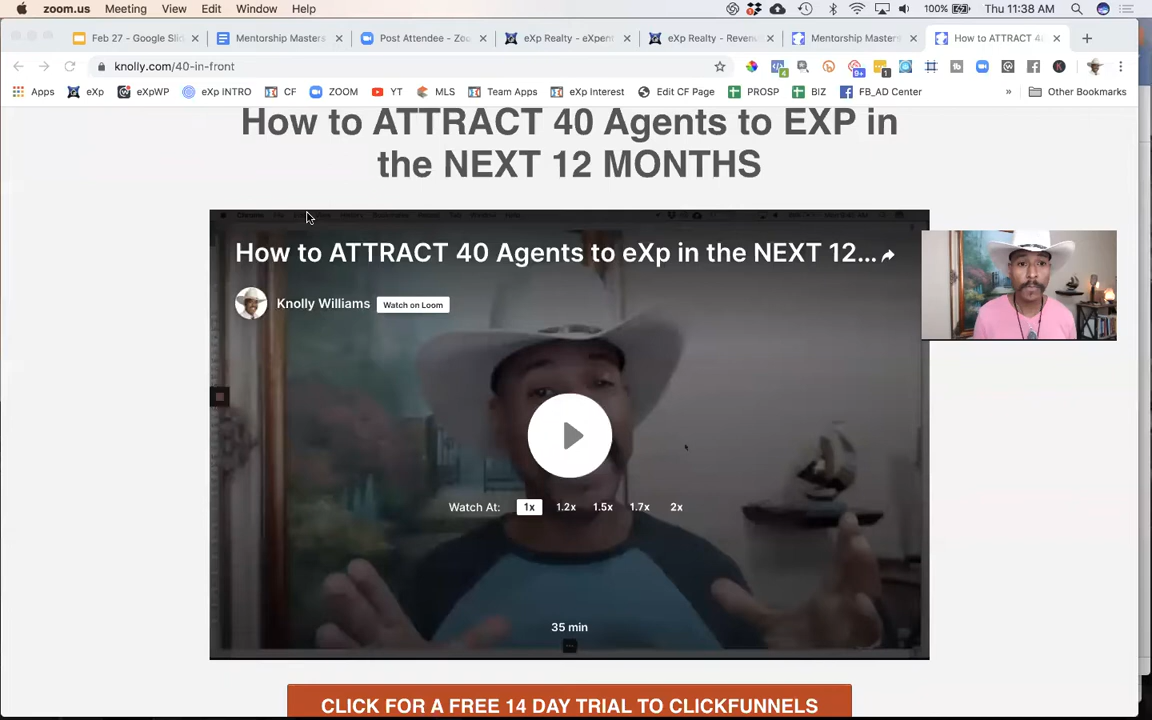 zoom.us Meeting View Edit Window Help 100% Thu 11:38 AM
Feb 27 - Google Slid Mentorship Masters Post Attendee - Zoo eXp Realty - eXpent eXp Realty - Reven Mentorship Masters How to ATTRACT 4
knolly.com/40-in-front
Apps eXp eXpWP eXp INTRO CF ZOOM YT MLS Team Apps eXp Interest Edit CF Page PROSP BIZ FB_AD Center » Other Bookmarks
How to ATTRACT 40 Agents to EXP in
the NEXT 12 MONTHS
How to ATTRACT 40 Agents to eXp in the NEXT 12...
Knolly Williams Watch on Loom
Watch At: 1x 1.2x 1.5x 1.7x 2x
35 min
CLICK FOR A FREE 14 DAY TRIAL TO CLICKFUNNELS